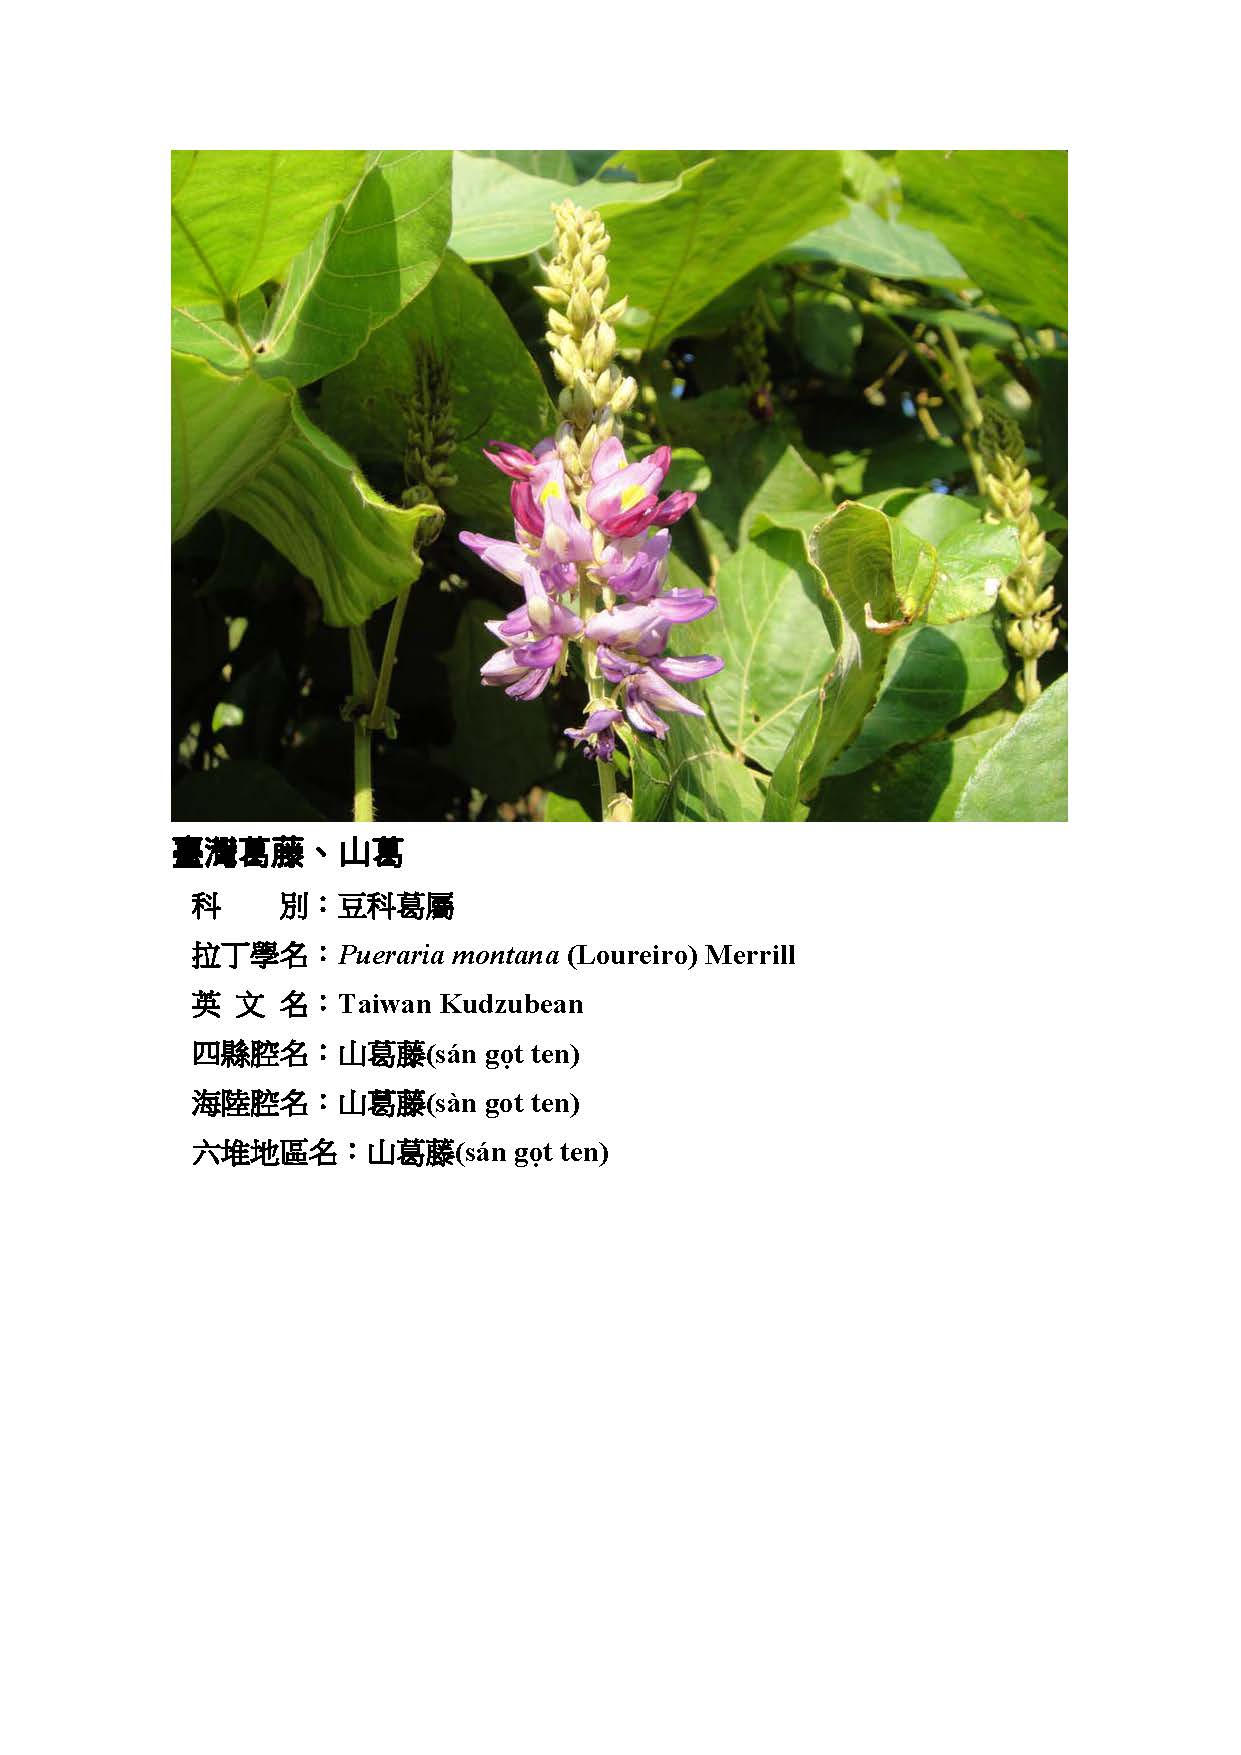 臺灣葛藤、山葛
科　　別：豆科葛屬
拉丁學名：Pueraria montana (Loureiro) Merrill
英 文 名：Taiwan Kudzubean
四縣腔名：山葛藤(sán gọt ten)
海陸腔名：山葛藤(sàn got ten)
六堆地區名：山葛藤(sán gọt ten)